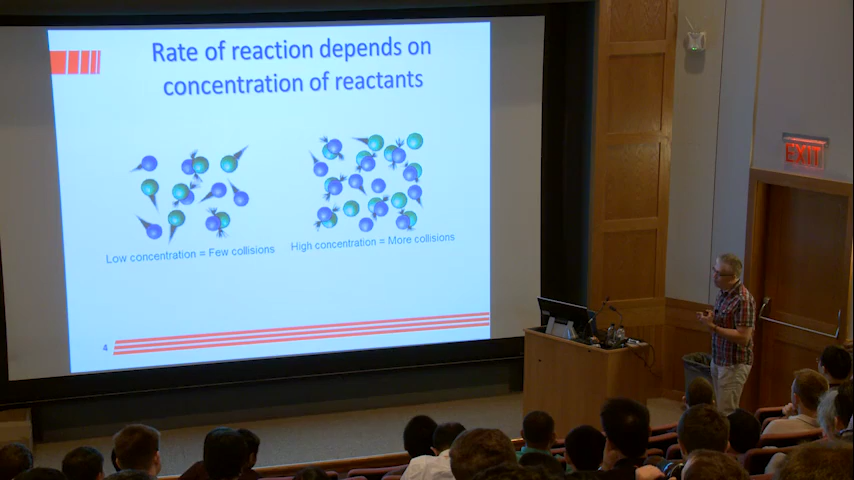 Rate of reaction depends on
concentration of reactants
Low concentration = Few collisions
High concentration = More collisions
4
EXIT